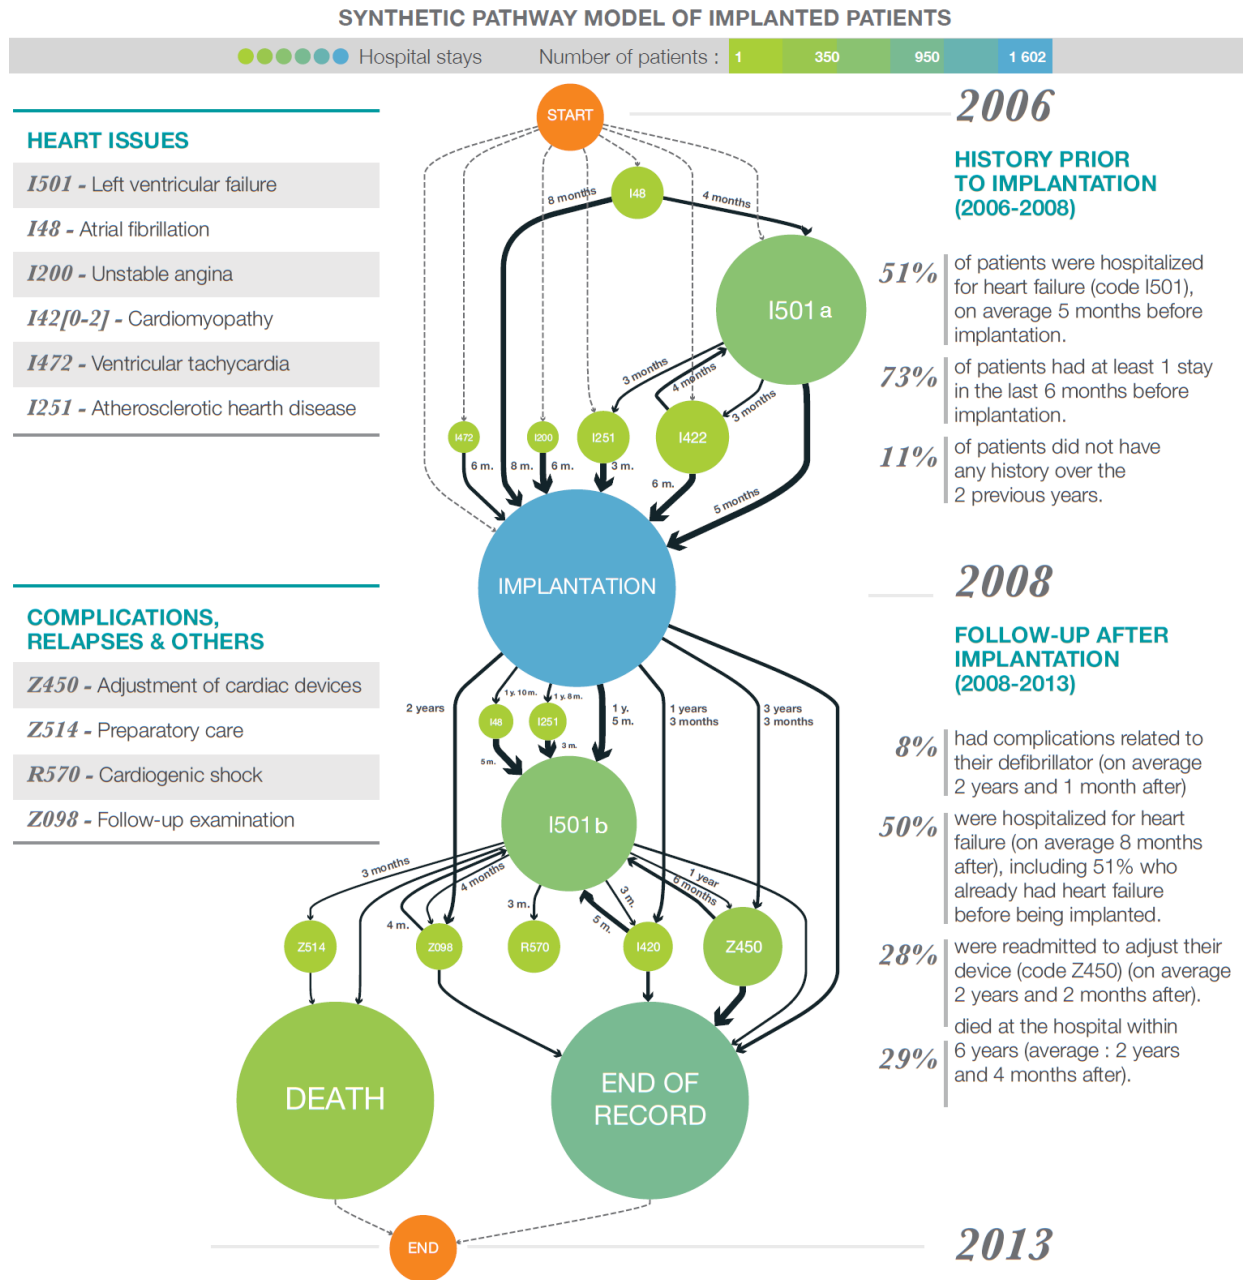 SYNTHETIC PATHWAY MODEL OF IMPLANTED PATIENTS
Hospital stays
Number of patients :
1
350
950
1 602
HEART ISSUES
I501 - Left ventricular failure
I48 - Atrial fibrillation
I200 - Unstable angina
I42[0-2] - Cardiomyopathy
I472 - Ventricular tachycardia
I251 - Atherosclerotic hearth disease
START
2006
I48
8 months
4 months
I501a
3 months
4 months
3 months
I472
I200
I251
I422
6 m.
8 m.
6 m.
3 m.
6 m.
5 months
IMPLANTATION
HISTORY PRIOR
TO IMPLANTATION
(2006-2008)
51%
of patients were hospitalized
for heart failure (code I501),
on average 5 months before
implantation.
73%
of patients had at least 1 stay
in the last 6 months before
implantation.
11%
of patients did not have
any history over the
2 previous years.
2008
COMPLICATIONS,
RELAPSES & OTHERS
Z450 - Adjustment of cardiac devices
Z514 - Preparatory care
R570 - Cardiogenic shock
Z098 - Follow-up examination
2 years
1 y. 10 m.
1 y. 8 m.
1 y.
5 m.
1 years
3 months
3 years
3 months
I48
I251
5 m.
3 m.
I501b
3 months
4 months
4 m.
3 m.
3 m.
5 m.
1 year
6 months
Z514
Z098
R570
I420
Z450
DEATH
END OF
RECORD
END
FOLLOW-UP AFTER
IMPLANTATION
(2008-2013)
8%
had complications related to
their defibrillator (on average
2 years and 1 month after)
50%
were hospitalized for heart
failure (on average 8 months
after), including 51% who
already had heart failure
before being implanted.
28%
were readmitted to adjust their
device (code Z450) (on average
2 years and 2 months after).
29%
died at the hospital within
6 years (average : 2 years
and 4 months after).
2013